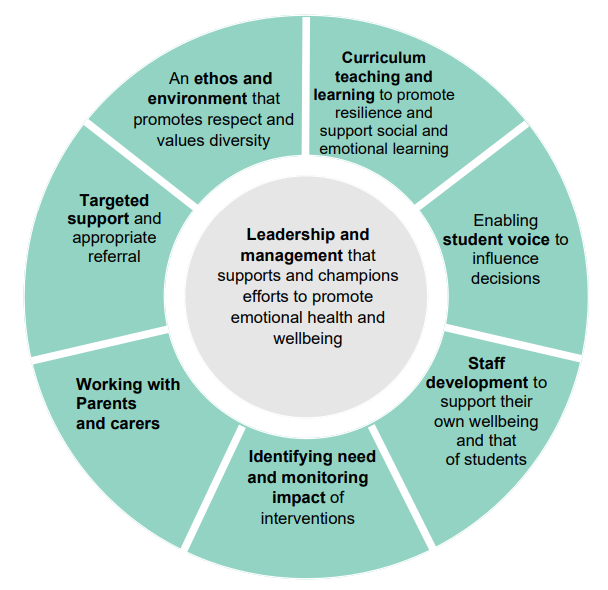 An ethos and
environment that
promotes respect and
values diversity
Curriculum
teaching and
learning to promote
resilience and
support social and
emotional learning
Enabling
student voice to
influence
decisions
Staff
development to
support their
own wellbeing
and that
of students
Identifying need
and monitoring
impact of
interventions
Working with
Parents
and carers
Targeted
support and
appropriate
referral
Leadership and
management that
supports and champions
efforts to promote
emotional health and
wellbeing